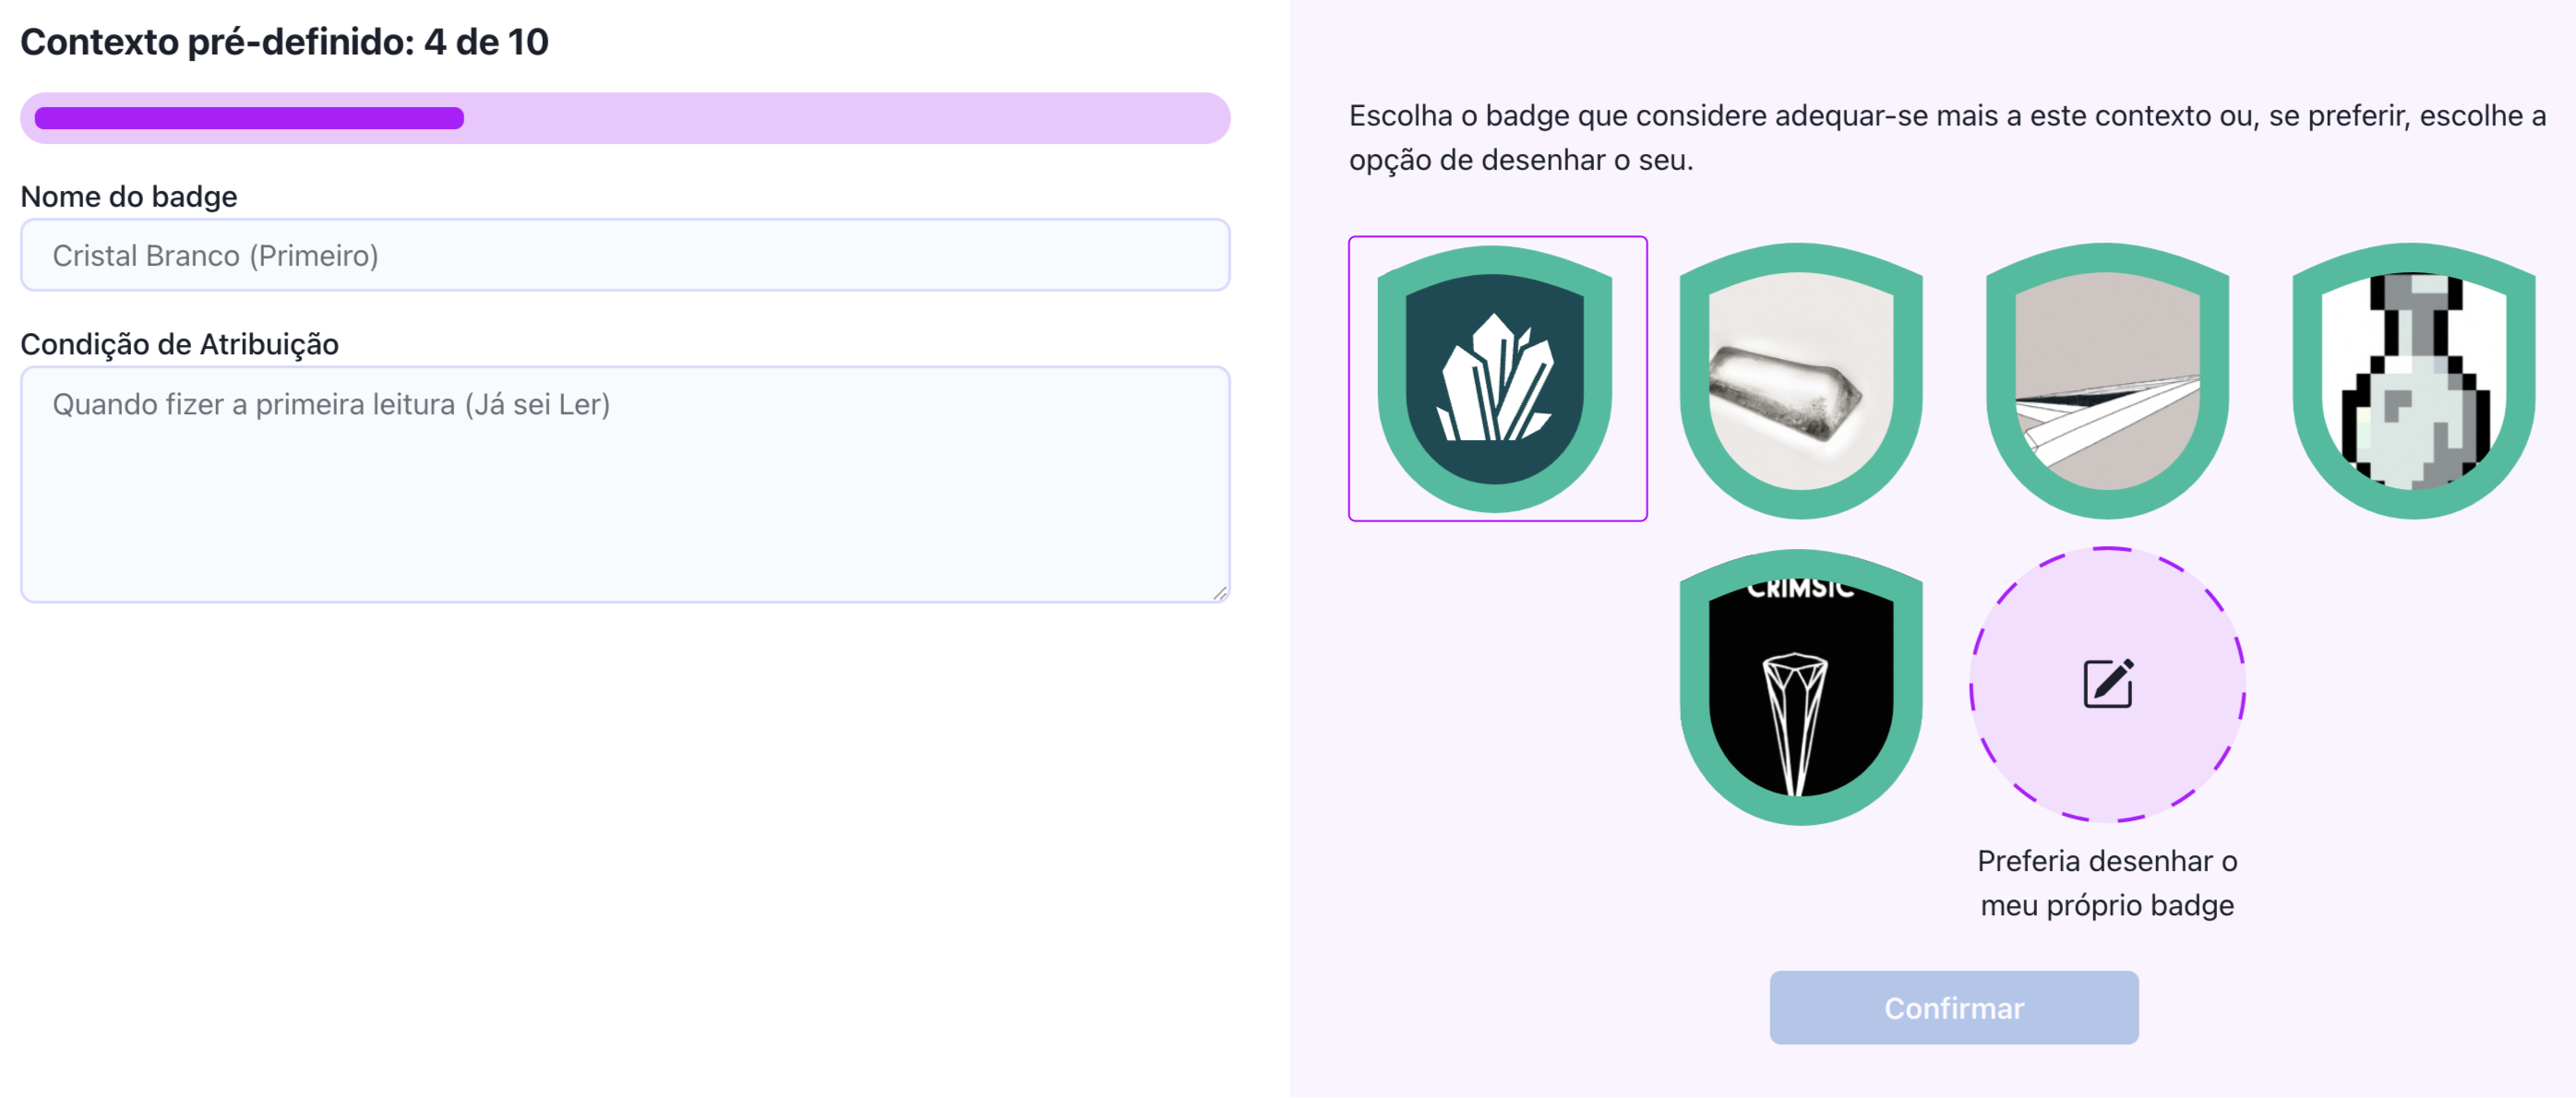 Contexto pré-definido: 4 de 10
Nome do badge
Cristal Branco (Primeiro)
Condição de Atribuição
Quando fizer a primeira leitura (Já sei Ler)
Escolha o badge que considere adequar-se mais a este contexto ou, se preferir, escolhe a
opção de desenhar o seu.
CRIMSIC
Preferia desenhar o
meu próprio badge
Confirmar